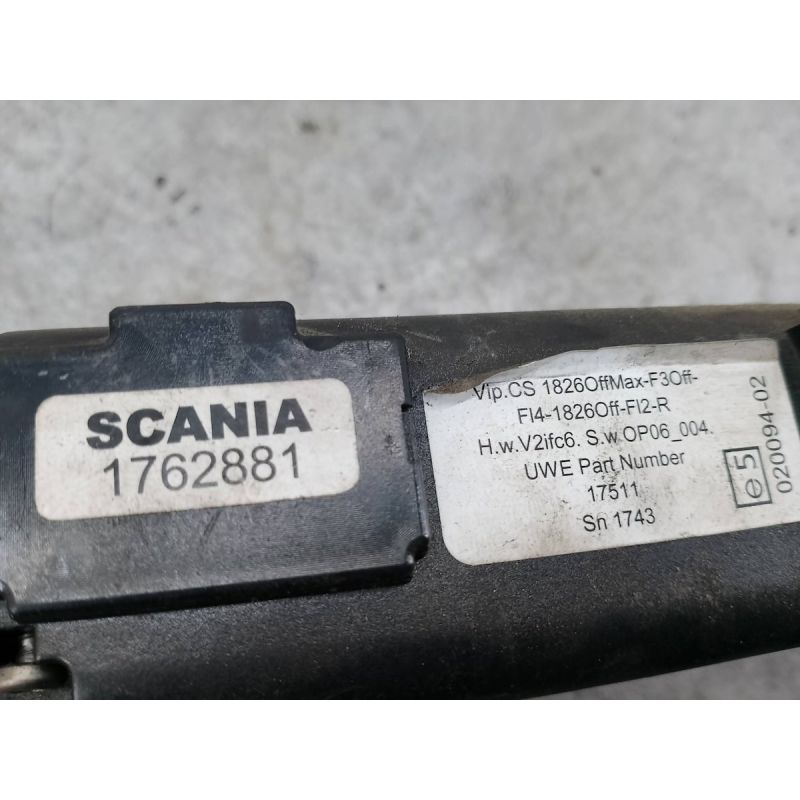 SCANIA
1762881
Vip.CS 1826OffMax-F3Off-
FI4-1826Off-FI2-R
H.w.V2ifc6. S.w OP06_004.
UWE Part Number
17511
Sn 1743
e5
020094-02